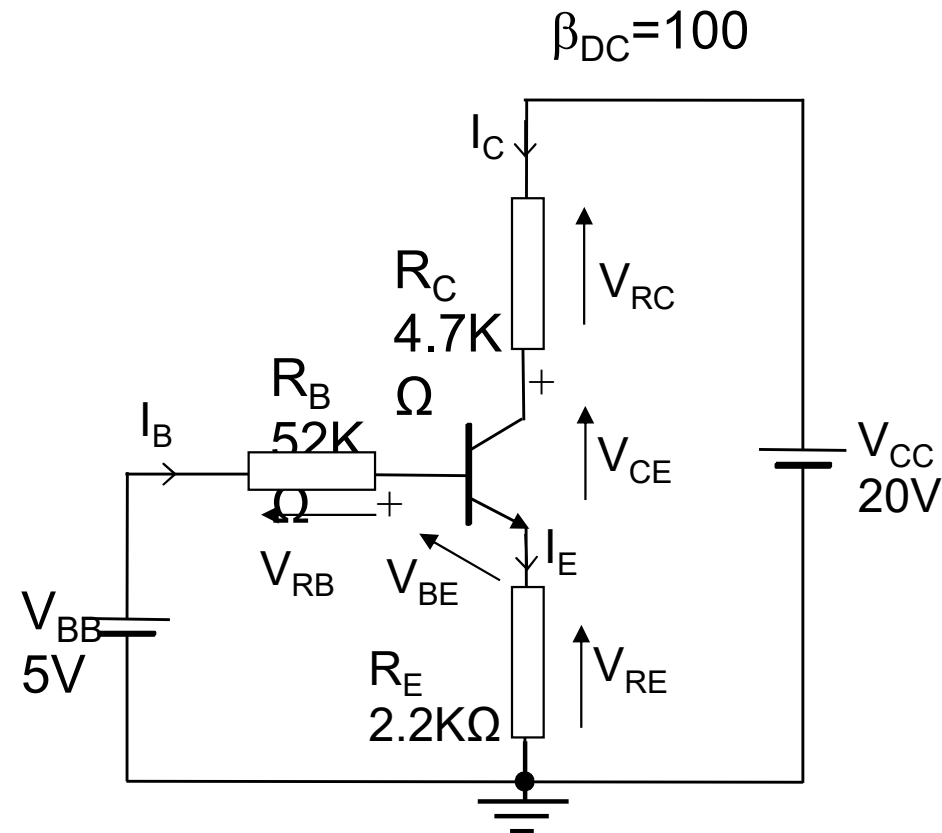 β_DC=100
I_C
R_C
4.7K
Ω
V_RC
R_B
52K
Ω
I_B
+
V_CE
V_CC
20V
+
V_RB
V_BE
I_E
V_BB
5V
R_E
2.2KΩ
V_RE